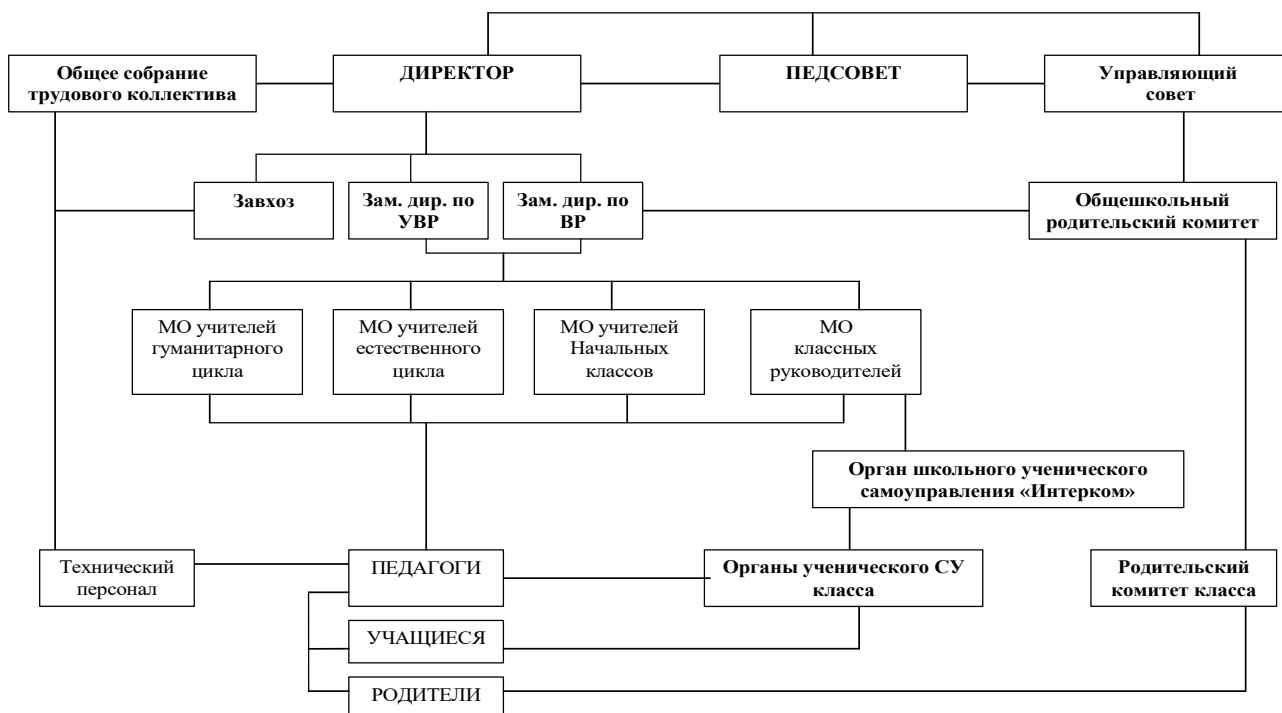 Общее собрание
трудового коллектива
ДИРЕКТОР
ПЕДСОВЕТ
Управляющий
совет
Завхоз
Зам. дир. по
УВР
Зам. дир. по
ВР
Общешкольный
родительский комитет
МО учителей
гуманитарного
цикла
МО учителей
естественного
цикла
МО учителей
Начальных
классов
МО
классных
руководителей
Орган школьного ученического
самоуправления «Интерком»
Технический
персонал
ПЕДАГОГИ
Органы ученического СУ
класса
Родительский
комитет класса
УЧАЩИЕСЯ
РОДИТЕЛИ